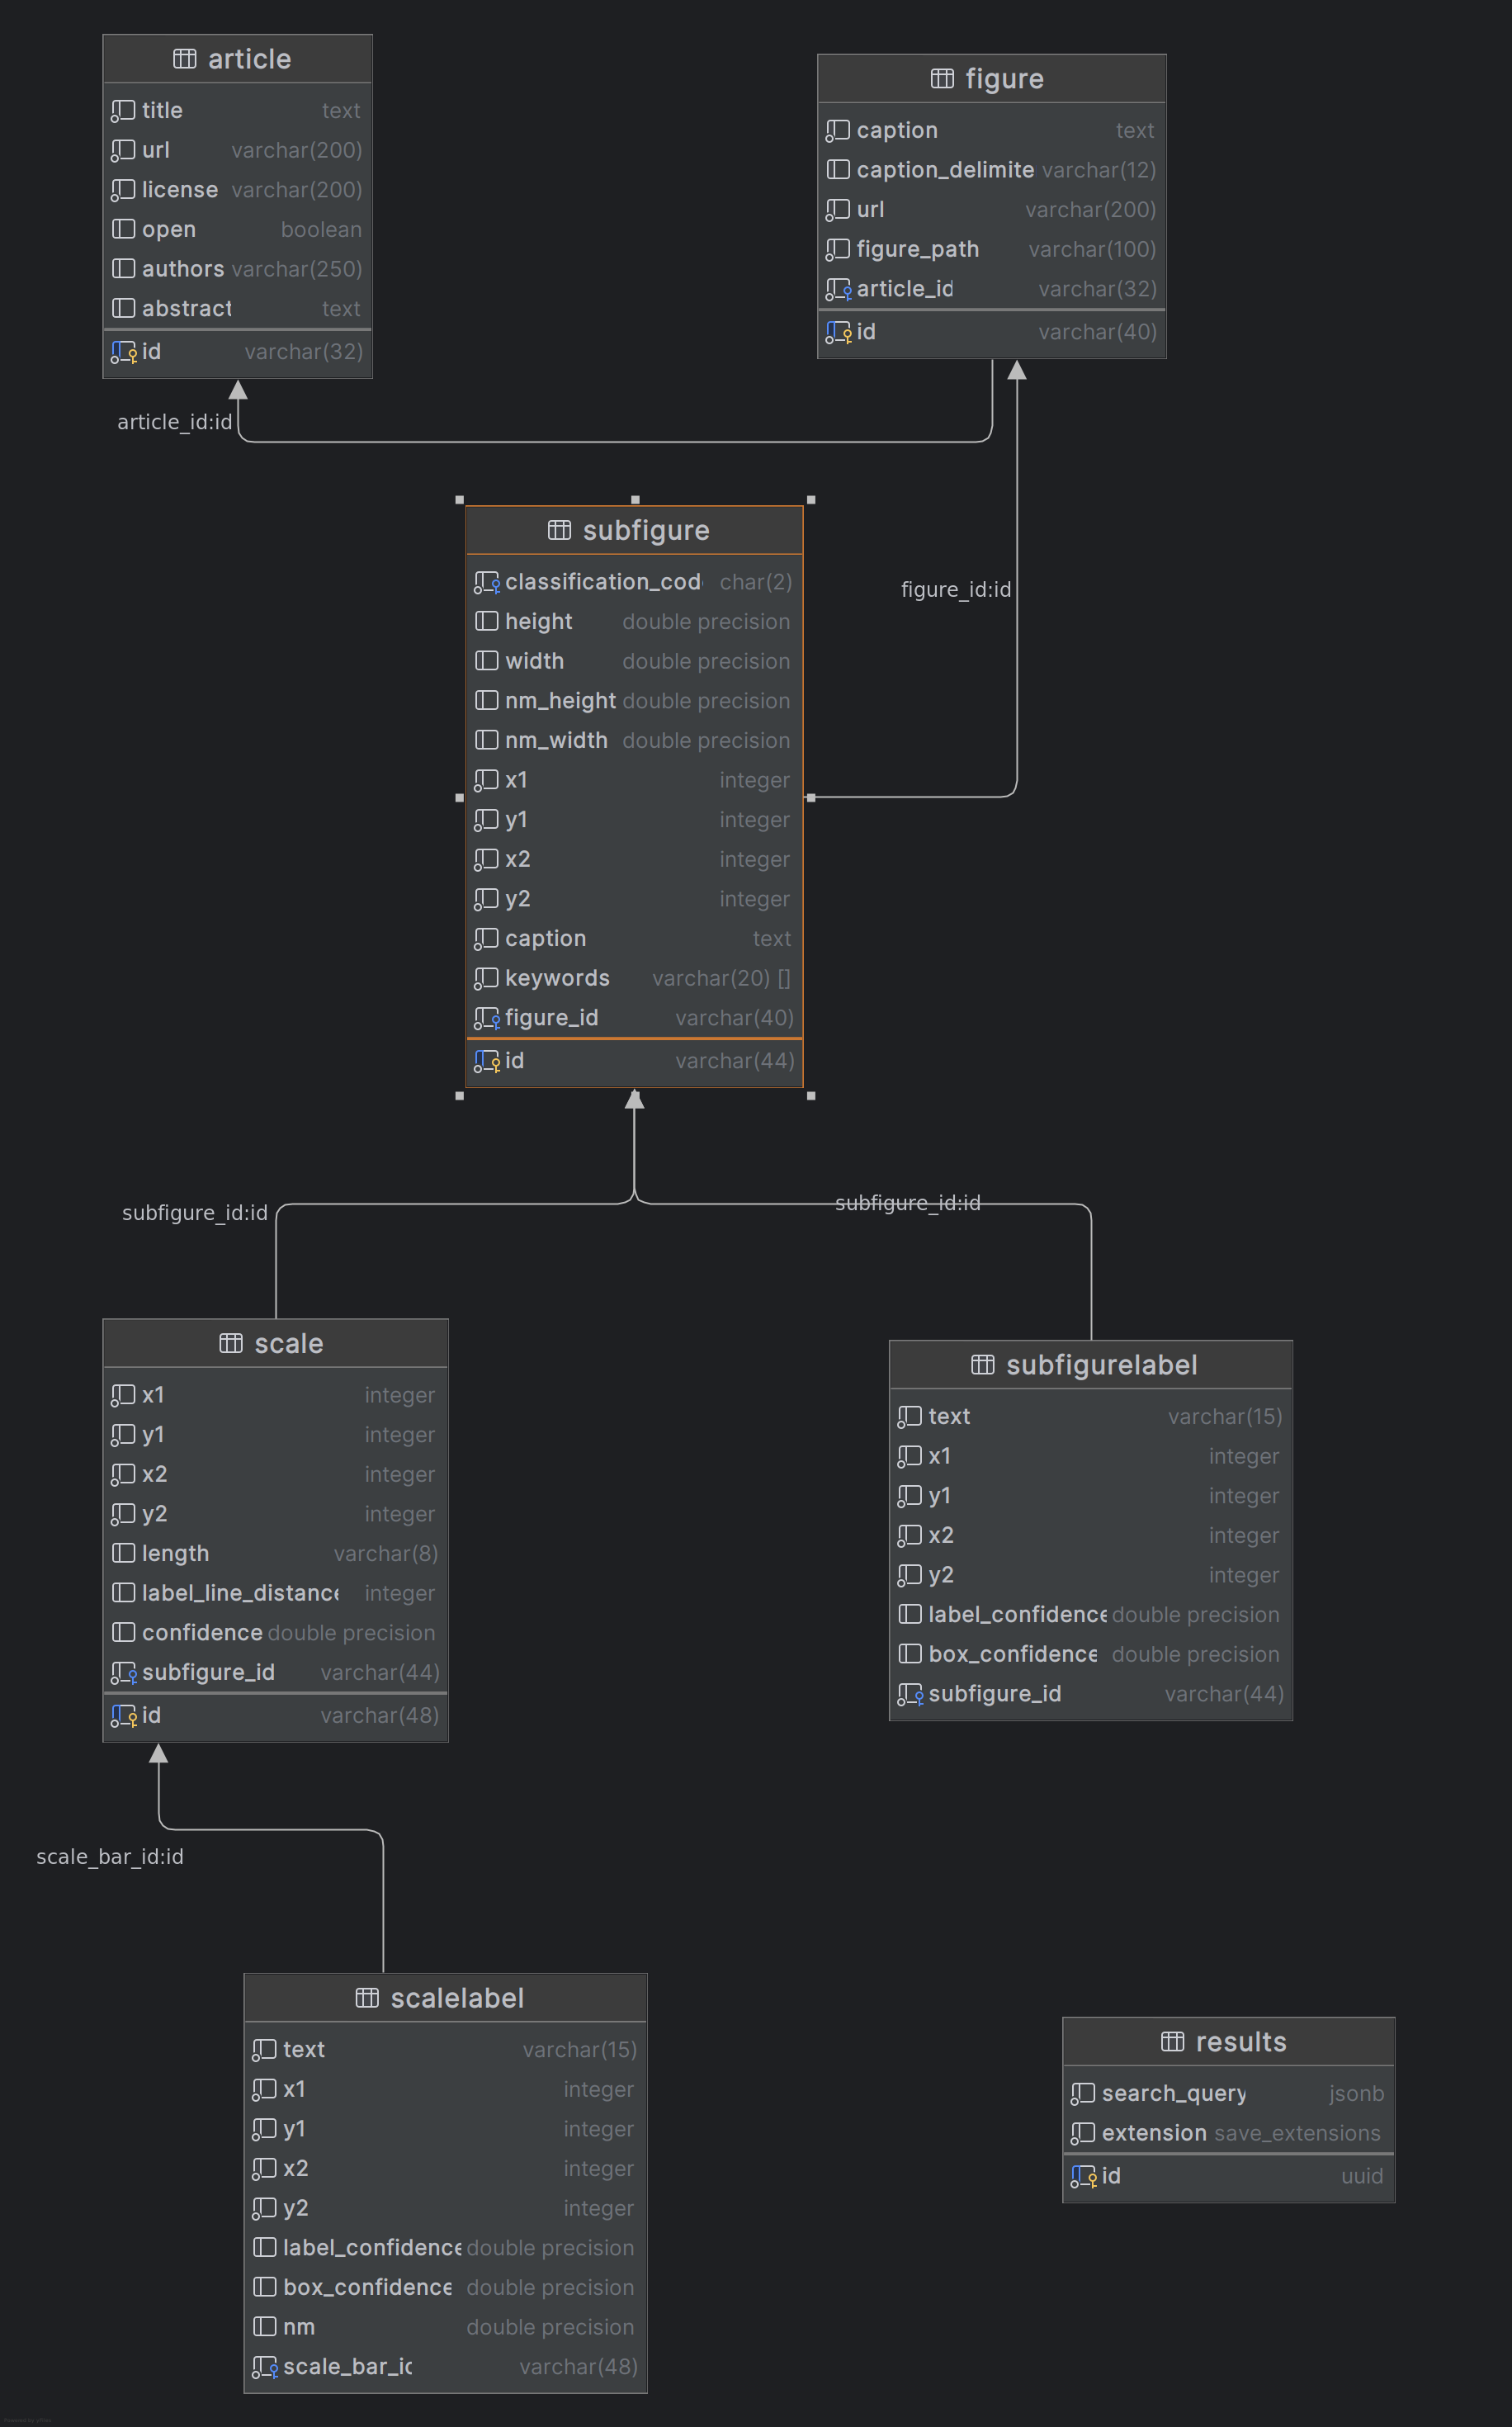 article
title text
url varchar(200)
license varchar(200)
open boolean
authors varchar(250)
abstract text
id varchar(32)
figure
caption text
caption_delimite varchar(12)
url varchar(200)
figure_path varchar(100)
article_id varchar(32)
id varchar(40)
article_id:id
subfigure
classification_cod char(2)
height double precision
width double precision
nm_height double precision
nm_width double precision
x1 integer
y1 integer
x2 integer
y2 integer
caption text
keywords varchar(20) []
figure_id varchar(40)
id varchar(44)
figure_id:id
subfigure_id:id
subfigure_id:id
scale
x1 integer
y1 integer
x2 integer
y2 integer
length varchar(8)
label_line_distance integer
confidence double precision
subfigure_id varchar(44)
id varchar(48)
subfigurelabel
text varchar(15)
x1 integer
y1 integer
x2 integer
y2 integer
label_confidence double precision
box_confidence double precision
subfigure_id varchar(44)
scale_bar_id:id
scalelabel
text varchar(15)
x1 integer
y1 integer
x2 integer
y2 integer
label_confidence double precision
box_confidence double precision
nm double precision
scale_bar_id varchar(48)
results
search_query jsonb
extension save_extensions
id uuid